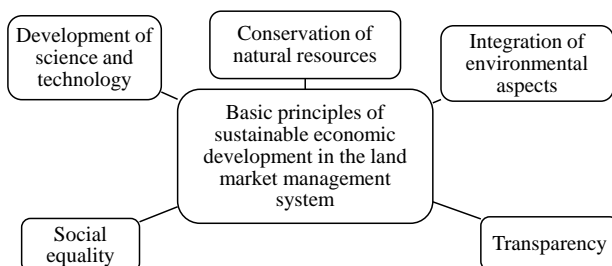 Development of
science and
technology
Conservation of
natural resources
Integration of
environmental
aspects
Basic principles of
sustainable economic
development in the land
market management
system
Social
equality
Transparency